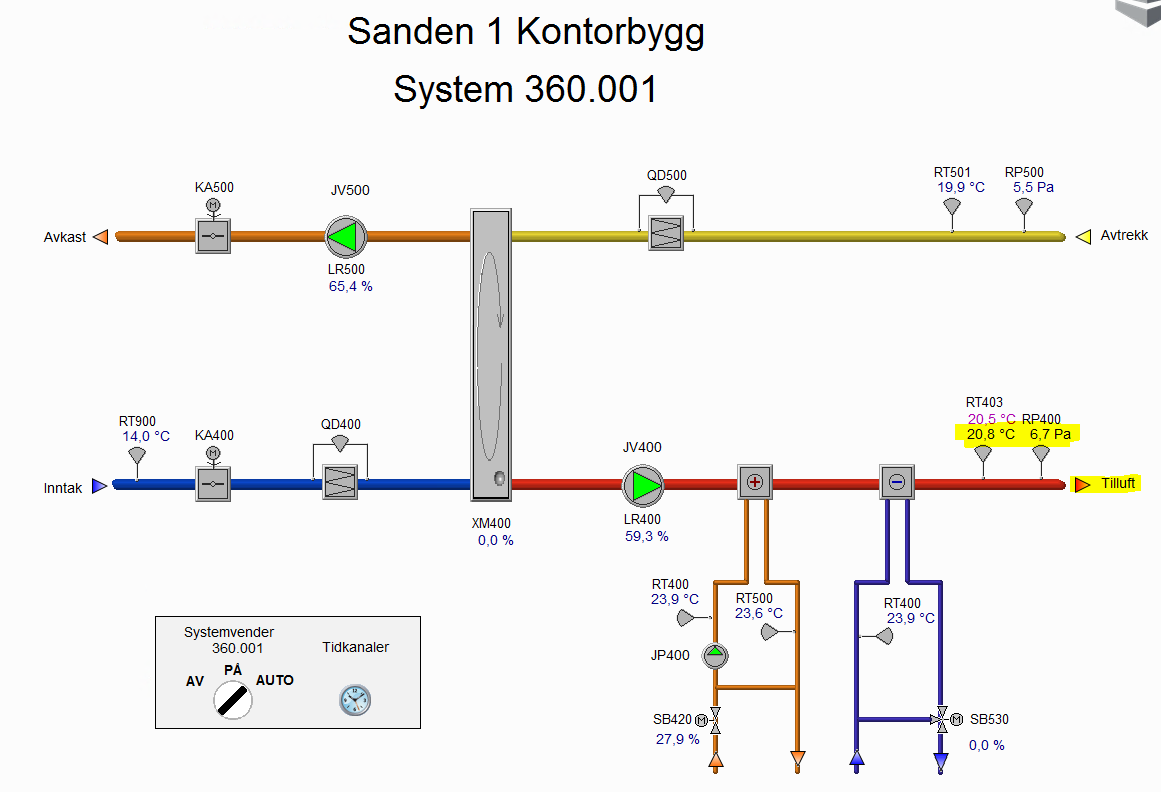 Sanden 1 Kontorbygg
System 360.001
KA500
M
JV500
QD500
RT501
19,9 °C
RP500
5,5 Pa
Avkast
Avtrekk
LR500
65,4 %
RT900
14,0 °C
KA400
M
QD400
JV400
RT403
20,5 °C
RP400
20,8 °C
6,7 Pa
Inntak
Tilluft
XM400
0,0 %
LR400
59,3 %
RT400
23,9 °C
RT500
23,6 °C
RT400
23,9 °C
JP400
SB420
M
27,9 %
M
SB530
0,0 %
Systemvender
360.001
Tidkanaler
AV
PÅ
AUTO